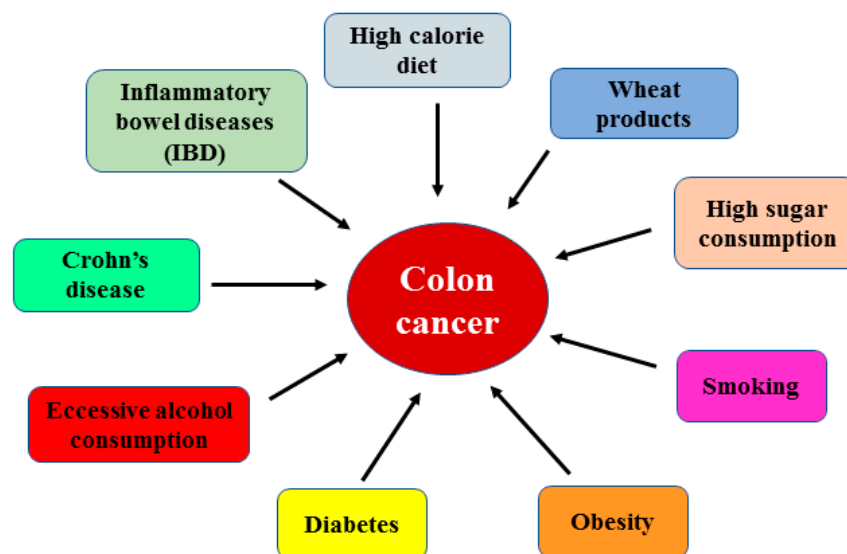 High calorie
diet
Inflammatory
bowel diseases
(IBD)
Wheat
products
High sugar
consumption
Crohn's
disease
Colon
cancer
Smoking
Eccessive alcohol
consumption
Diabetes
Obesity